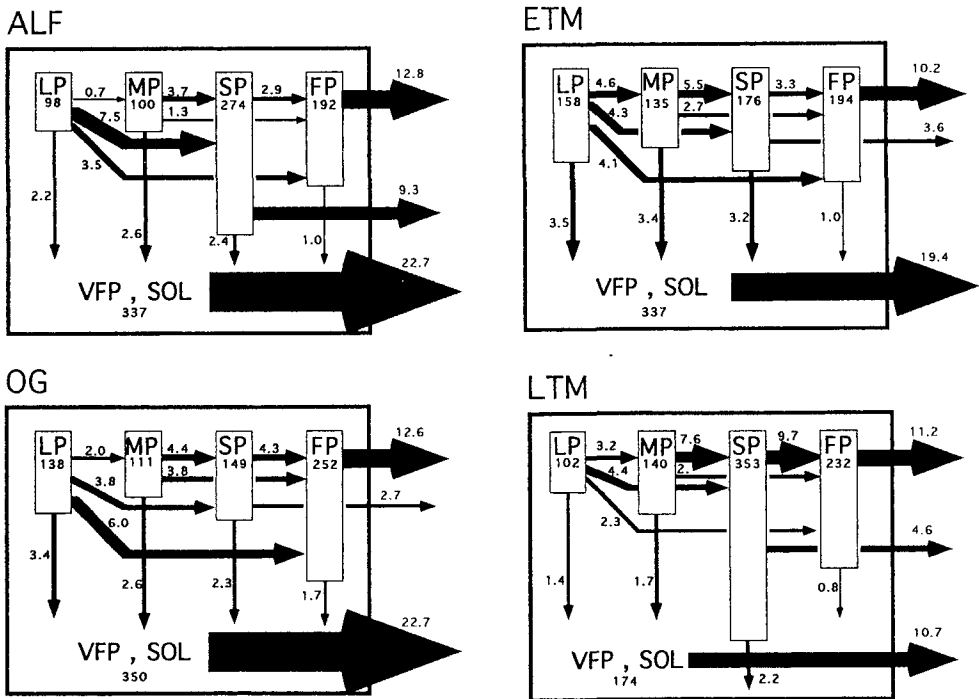 ALF
LP MP SP FP 12.8
98 0.7 100 3.7 274 2.9 192
7.5 1.3
3.5
2.2 9.3
2.6 2.4 1.0
VFP , SOL 22.7
337
ETM
LP 4.6 MP 5.5 SP 3.3 FP 10.2
158 135 176 194
4.3 2.7 3.6
4.1
3.5 3.4 3.2 1.0
VFP , SOL 19.4
337
OG
LP 2.0 MP 4.4 SP 4.3 FP 12.6
138 111 149 252
3.8 3.8 2.7
6.0
3.4 2.6 2.3 1.7
VFP , SOL 22.7
350
LTM
LP 3.2 MP 7.6 SP 9.7 FP 11.2
102 140 353 232
4.4 2.
2.3 4.6
1.4 1.7 0.8
VFP , SOL 10.7
174 2.2